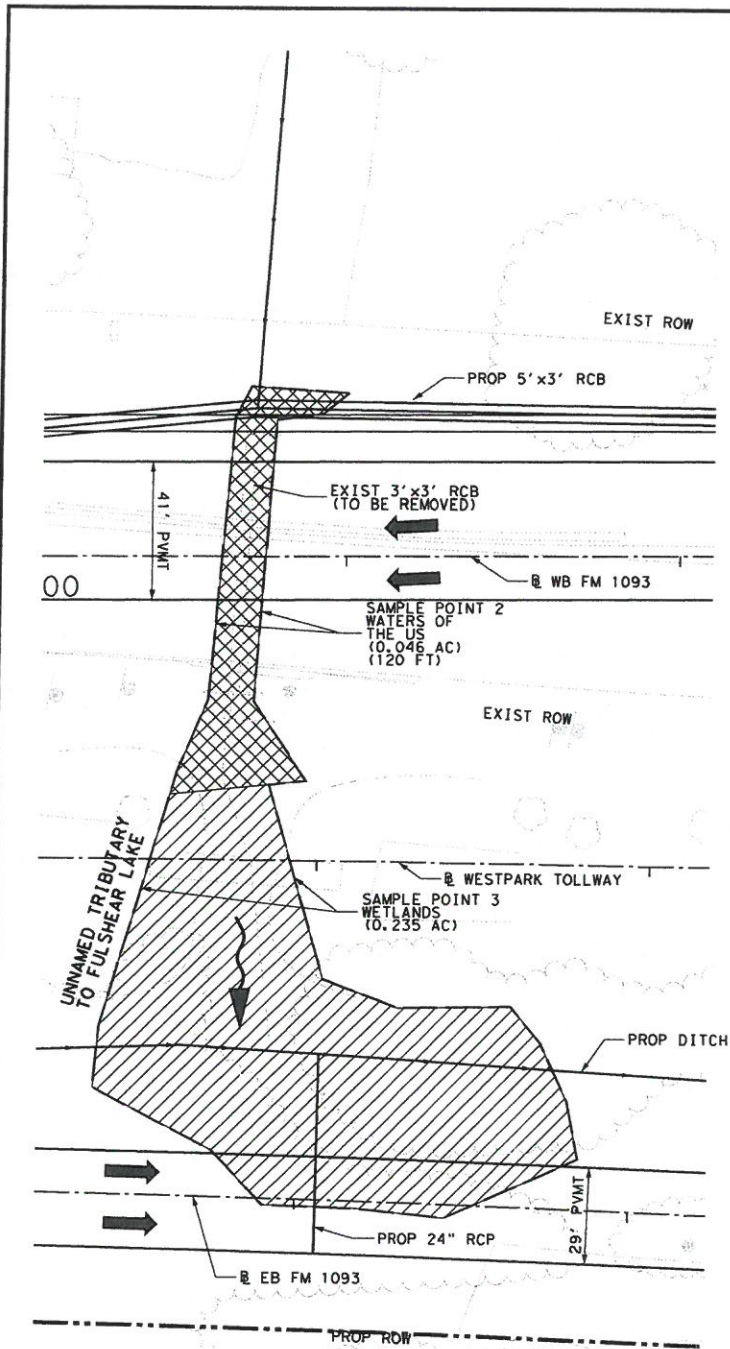 EXIST ROW
PROP 5'x3' RCB
EXIST 3'x3' RCB
(TO BE REMOVED)
41' PVMT
℄ WB FM 1093
00
SAMPLE POINT 2
WATERS OF
THE US
(0.046 AC)
(120 FT)
EXIST ROW
℄ WESTPARK TOLLWAY
UNNAMED TRIBUTARY
TO FULSHEAR LAKE
SAMPLE POINT 3
WETLANDS
(0.235 AC)
PROP DITCH
29' PVMT
PROP 24" RCP
℄ EB FM 1093
PROP ROW